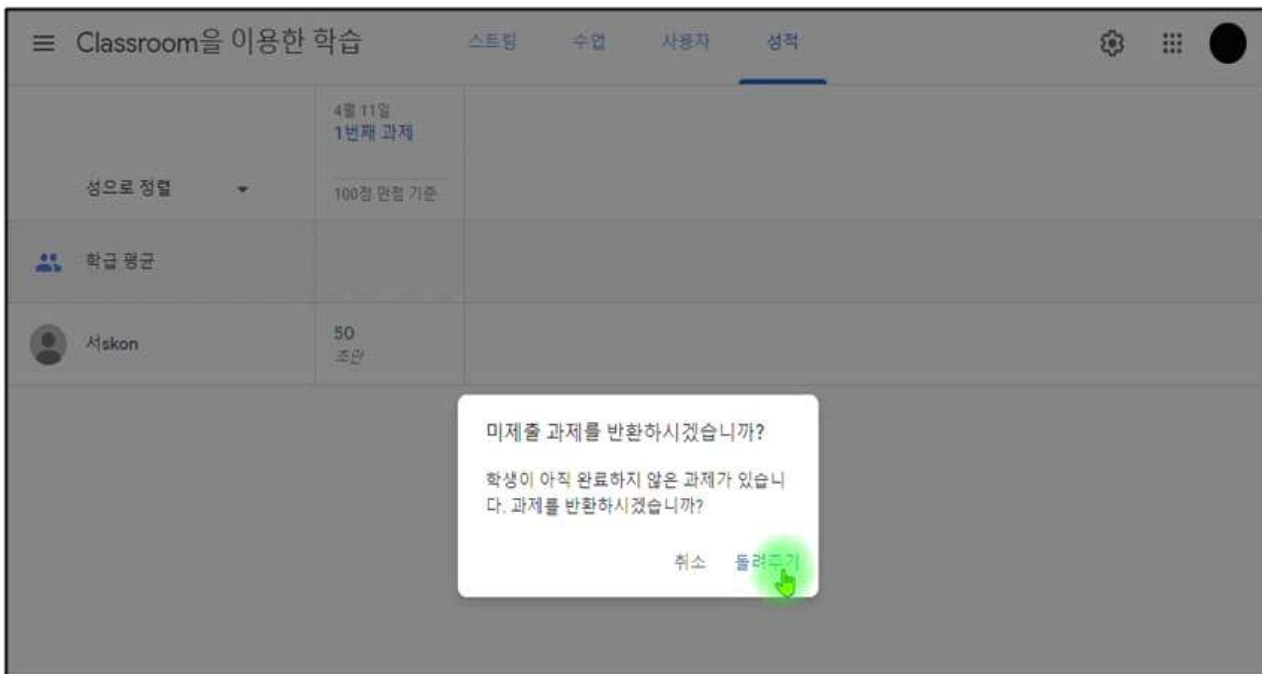 Classroom을 이용한 학습
스트림
수업
사용자
성적
4월 11일
1번째 과제
성으로 정렬
100점 만점 기준
학급 평균
서skon
50
초안
미제출 과제를 반환하시겠습니까?
학생이 아직 완료하지 않은 과제가 있습니
다. 과제를 반환하시겠습니까?
취소
돌려주기